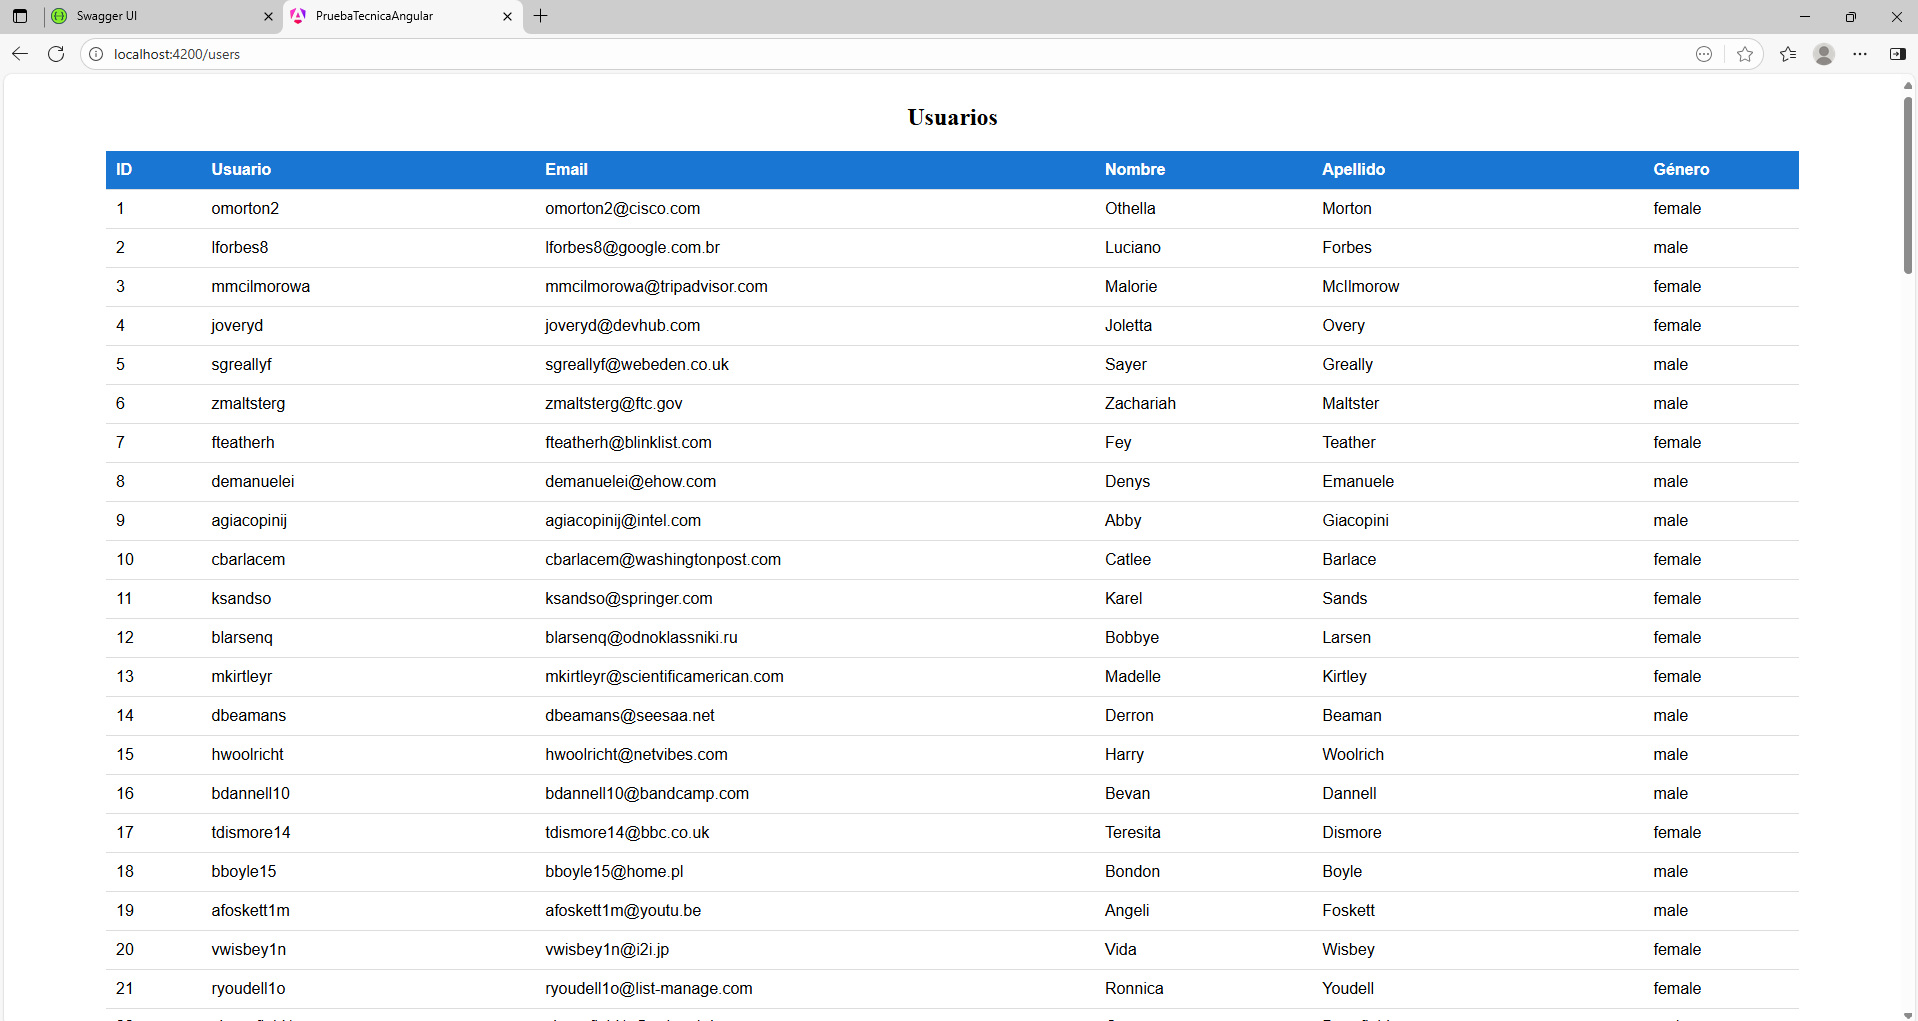 Swagger UI
PruebaTecnicaAngular
localhost:4200/users
Usuarios
ID Usuario Email Nombre Apellido Género
1 omorton2 omorton2@cisco.com Othella Morton female
2 lforbes8 lforbes8@google.com.br Luciano Forbes male
3 mmcilmorowa mmcilmorowa@tripadvisor.com Malorie McIlmorow female
4 joveryd joveryd@devhub.com Joletta Overy female
5 sgreallyf sgreallyf@webeden.co.uk Sayer Greally male
6 zmaltsterg zmaltsterg@ftc.gov Zachariah Maltster male
7 fteatherh fteatherh@blinklist.com Fey Teather female
8 demanuelei demanuelei@ehow.com Denys Emanuele male
9 agiacopinij agiacopinij@intel.com Abby Giacopini male
10 cbarlacem cbarlacem@washingtonpost.com Catlee Barlace female
11 ksandso ksandso@springer.com Karel Sands female
12 blarsenq blarsenq@odnoklassniki.ru Bobbye Larsen female
13 mkirtleyr mkirtleyr@scientificamerican.com Madelle Kirtley female
14 dbeamans dbeamans@seesaa.net Derron Beaman male
15 hwoolricht hwoolricht@netvibes.com Harry Woolrich male
16 bdannell10 bdannell10@bandcamp.com Bevan Dannell male
17 tdismore14 tdismore14@bbc.co.uk Teresita Dismore female
18 bboyle15 bboyle15@home.pl Bondon Boyle male
19 afoskett1m afoskett1m@youtu.be Angeli Foskett male
20 vwisbey1n vwisbey1n@i2i.jp Vida Wisbey female
21 ryoudell1o ryoudell1o@list-manage.com Ronnica Youdell female